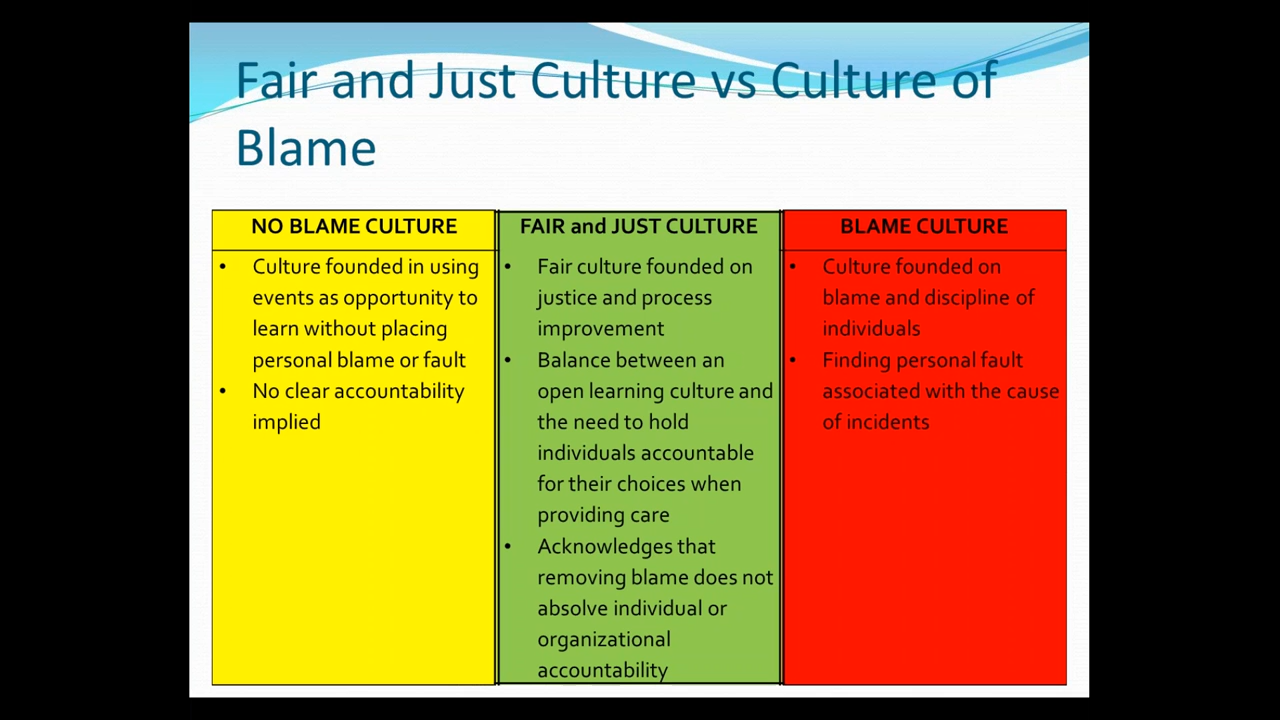 Fair and Just Culture vs Culture of
Blame
NO BLAME CULTURE
• Culture founded in using
events as opportunity to
learn without placing
personal blame or fault
• No clear accountability
implied
FAIR and JUST CULTURE
• Fair culture founded on
justice and process
improvement
• Balance between an
open learning culture and
the need to hold
individuals accountable
for their choices when
providing care
• Acknowledges that
removing blame does not
absolve individual or
organizational
accountability
BLAME CULTURE
• Culture founded on
blame and discipline of
individuals
• Finding personal fault
associated with the cause
of incidents